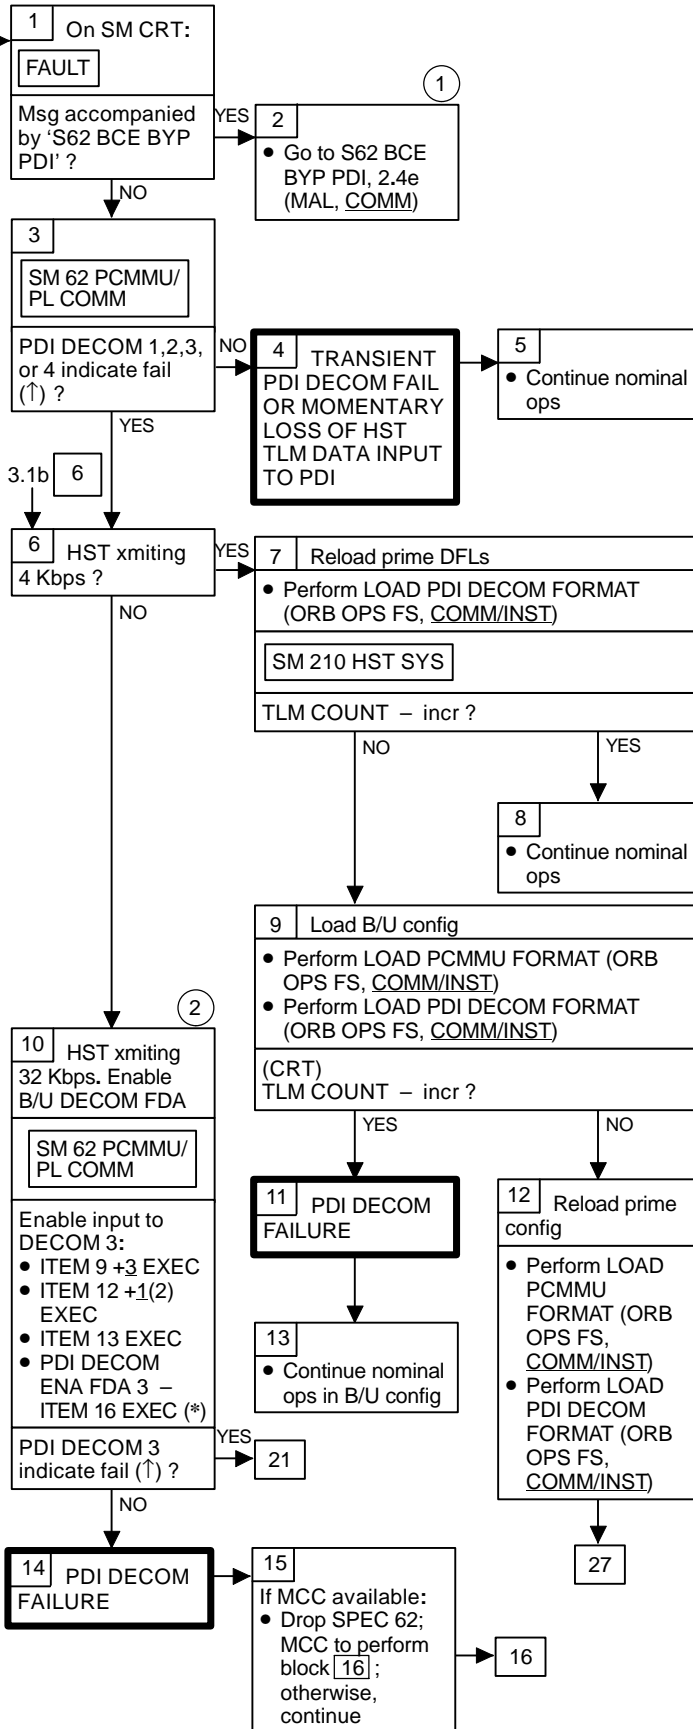 1 On SM CRT:
FAULT
Msg accompanied
by ‘S62 BCE BYP
PDI’ ?
YES
NO
1
2
• Go to S62 BCE
BYP PDI, 2.4e
(MAL, COMM)
3
SM 62 PCMMU/
PL COMM
PDI DECOM 1,2,3,
or 4 indicate fail
(↑) ?
NO
YES
4 TRANSIENT
PDI DECOM FAIL
OR MOMENTARY
LOSS OF HST
TLM DATA INPUT
TO PDI
5
• Continue nominal
ops
3.1b 6
6 HST xmiting
4 Kbps ?
YES
NO
7 Reload prime DFLs
• Perform LOAD PDI DECOM FORMAT
(ORB OPS FS, COMM/INST)
SM 210 HST SYS
TLM COUNT – incr ?
NO
YES
8
• Continue nominal
ops
9 Load B/U config
• Perform LOAD PCMMU FORMAT (ORB
OPS FS, COMM/INST)
• Perform LOAD PDI DECOM FORMAT
(ORB OPS FS, COMM/INST)
(CRT)
TLM COUNT – incr ?
YES
NO
2
10 HST xmiting
32 Kbps. Enable
B/U DECOM FDA
SM 62 PCMMU/
PL COMM
Enable input to
DECOM 3:
• ITEM 9 +3 EXEC
• ITEM 12 +1(2)
EXEC
• ITEM 13 EXEC
• PDI DECOM
ENA FDA 3 –
ITEM 16 EXEC (*)
PDI DECOM 3
indicate fail (↑) ?
YES
21
NO
11 PDI DECOM
FAILURE
13
• Continue nominal
ops in B/U config
12 Reload prime
config
• Perform LOAD
PCMMU
FORMAT (ORB
OPS FS,
COMM/INST)
• Perform LOAD
PDI DECOM
FORMAT (ORB
OPS FS,
COMM/INST)
27
14 PDI DECOM
FAILURE
15
If MCC available:
• Drop SPEC 62;
MCC to perform
block 16 ;
otherwise,
continue
16